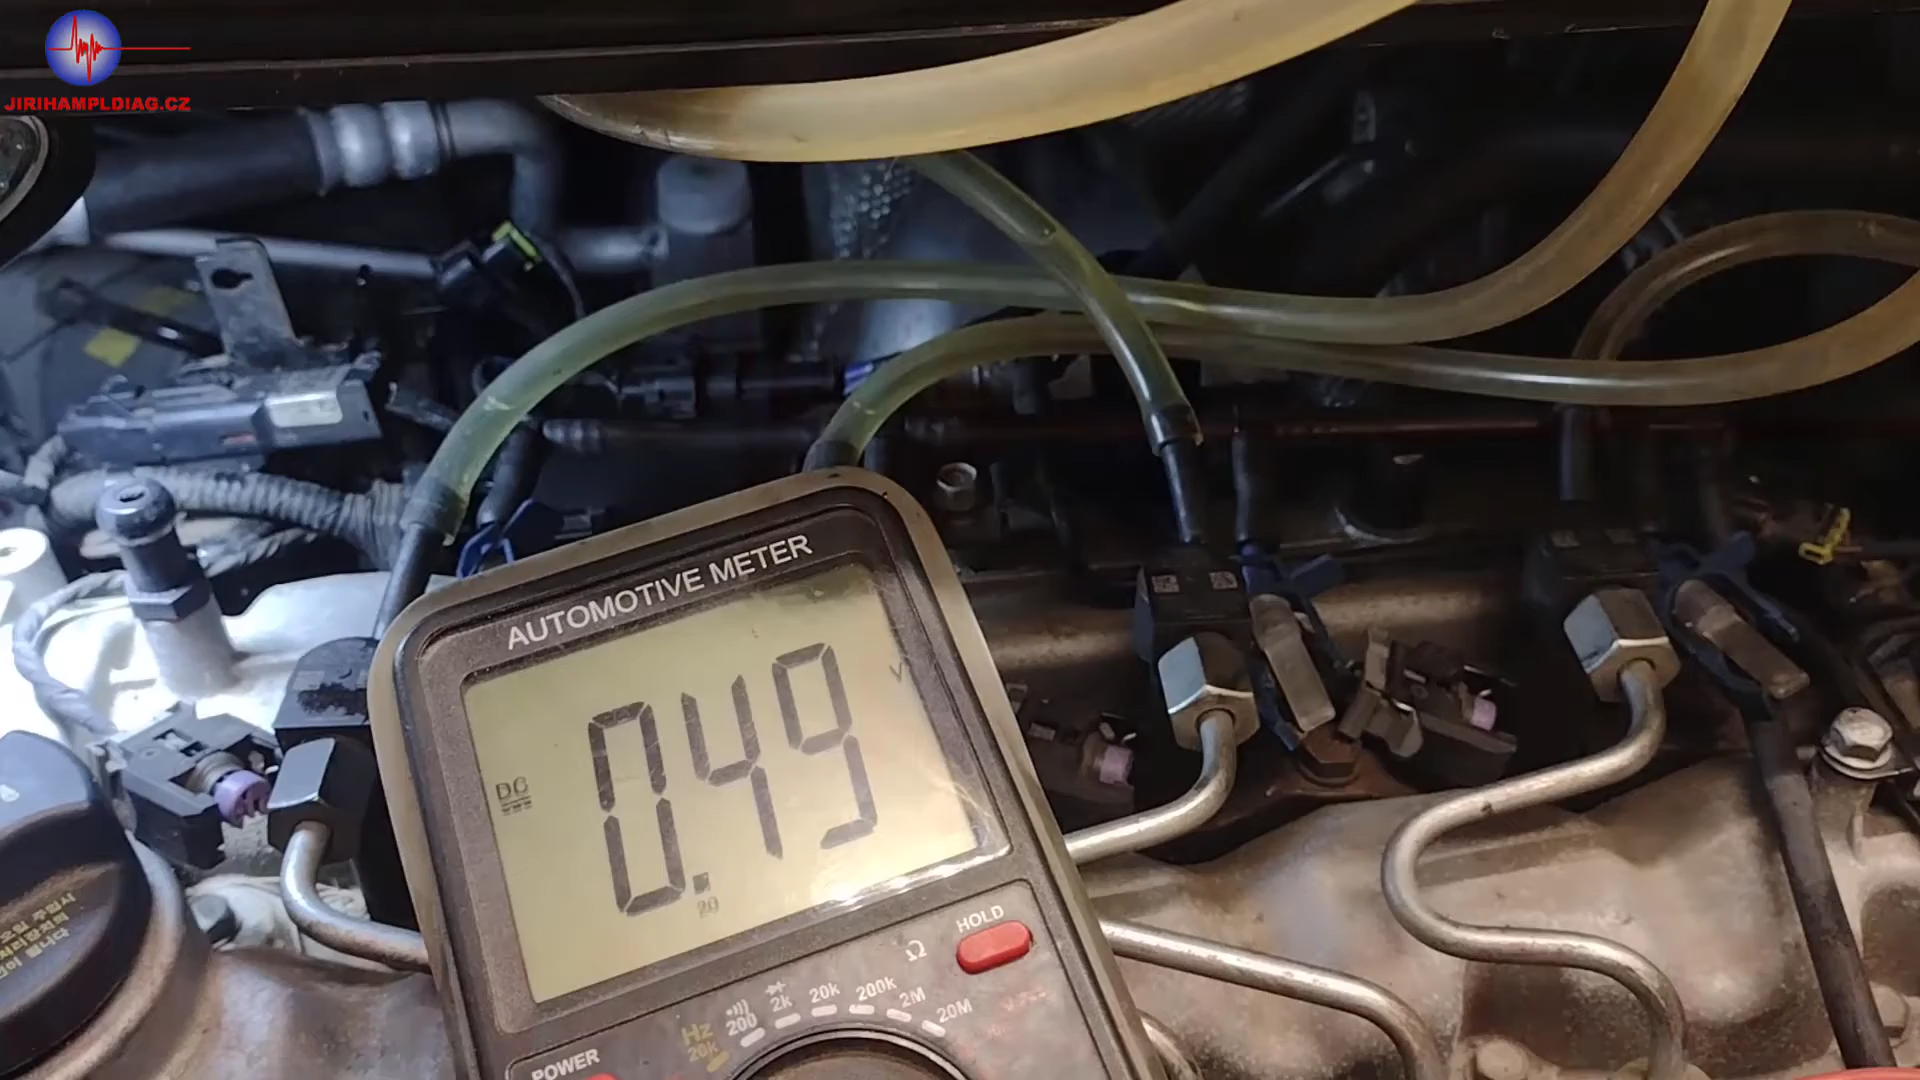 JIRIHAMPLDIAG.CZ
AUTOMOTIVE METER
V
DC
0.49
20
HOLD
Ω
200k
20k
2M
2k
20M
200
Hz
20k
POWER